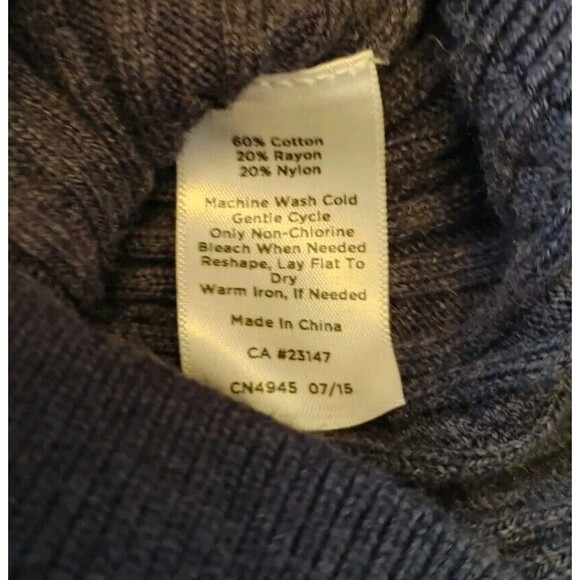 60% Cotton
20% Rayon
20% Nylon
Machine Wash Cold
Gentle Cycle
Only Non-Chlorine
Bleach When Needed
Reshape, Lay Flat To
Dry
Warm Iron, If Needed
Made In China
CA #23147
CN4945 07/15